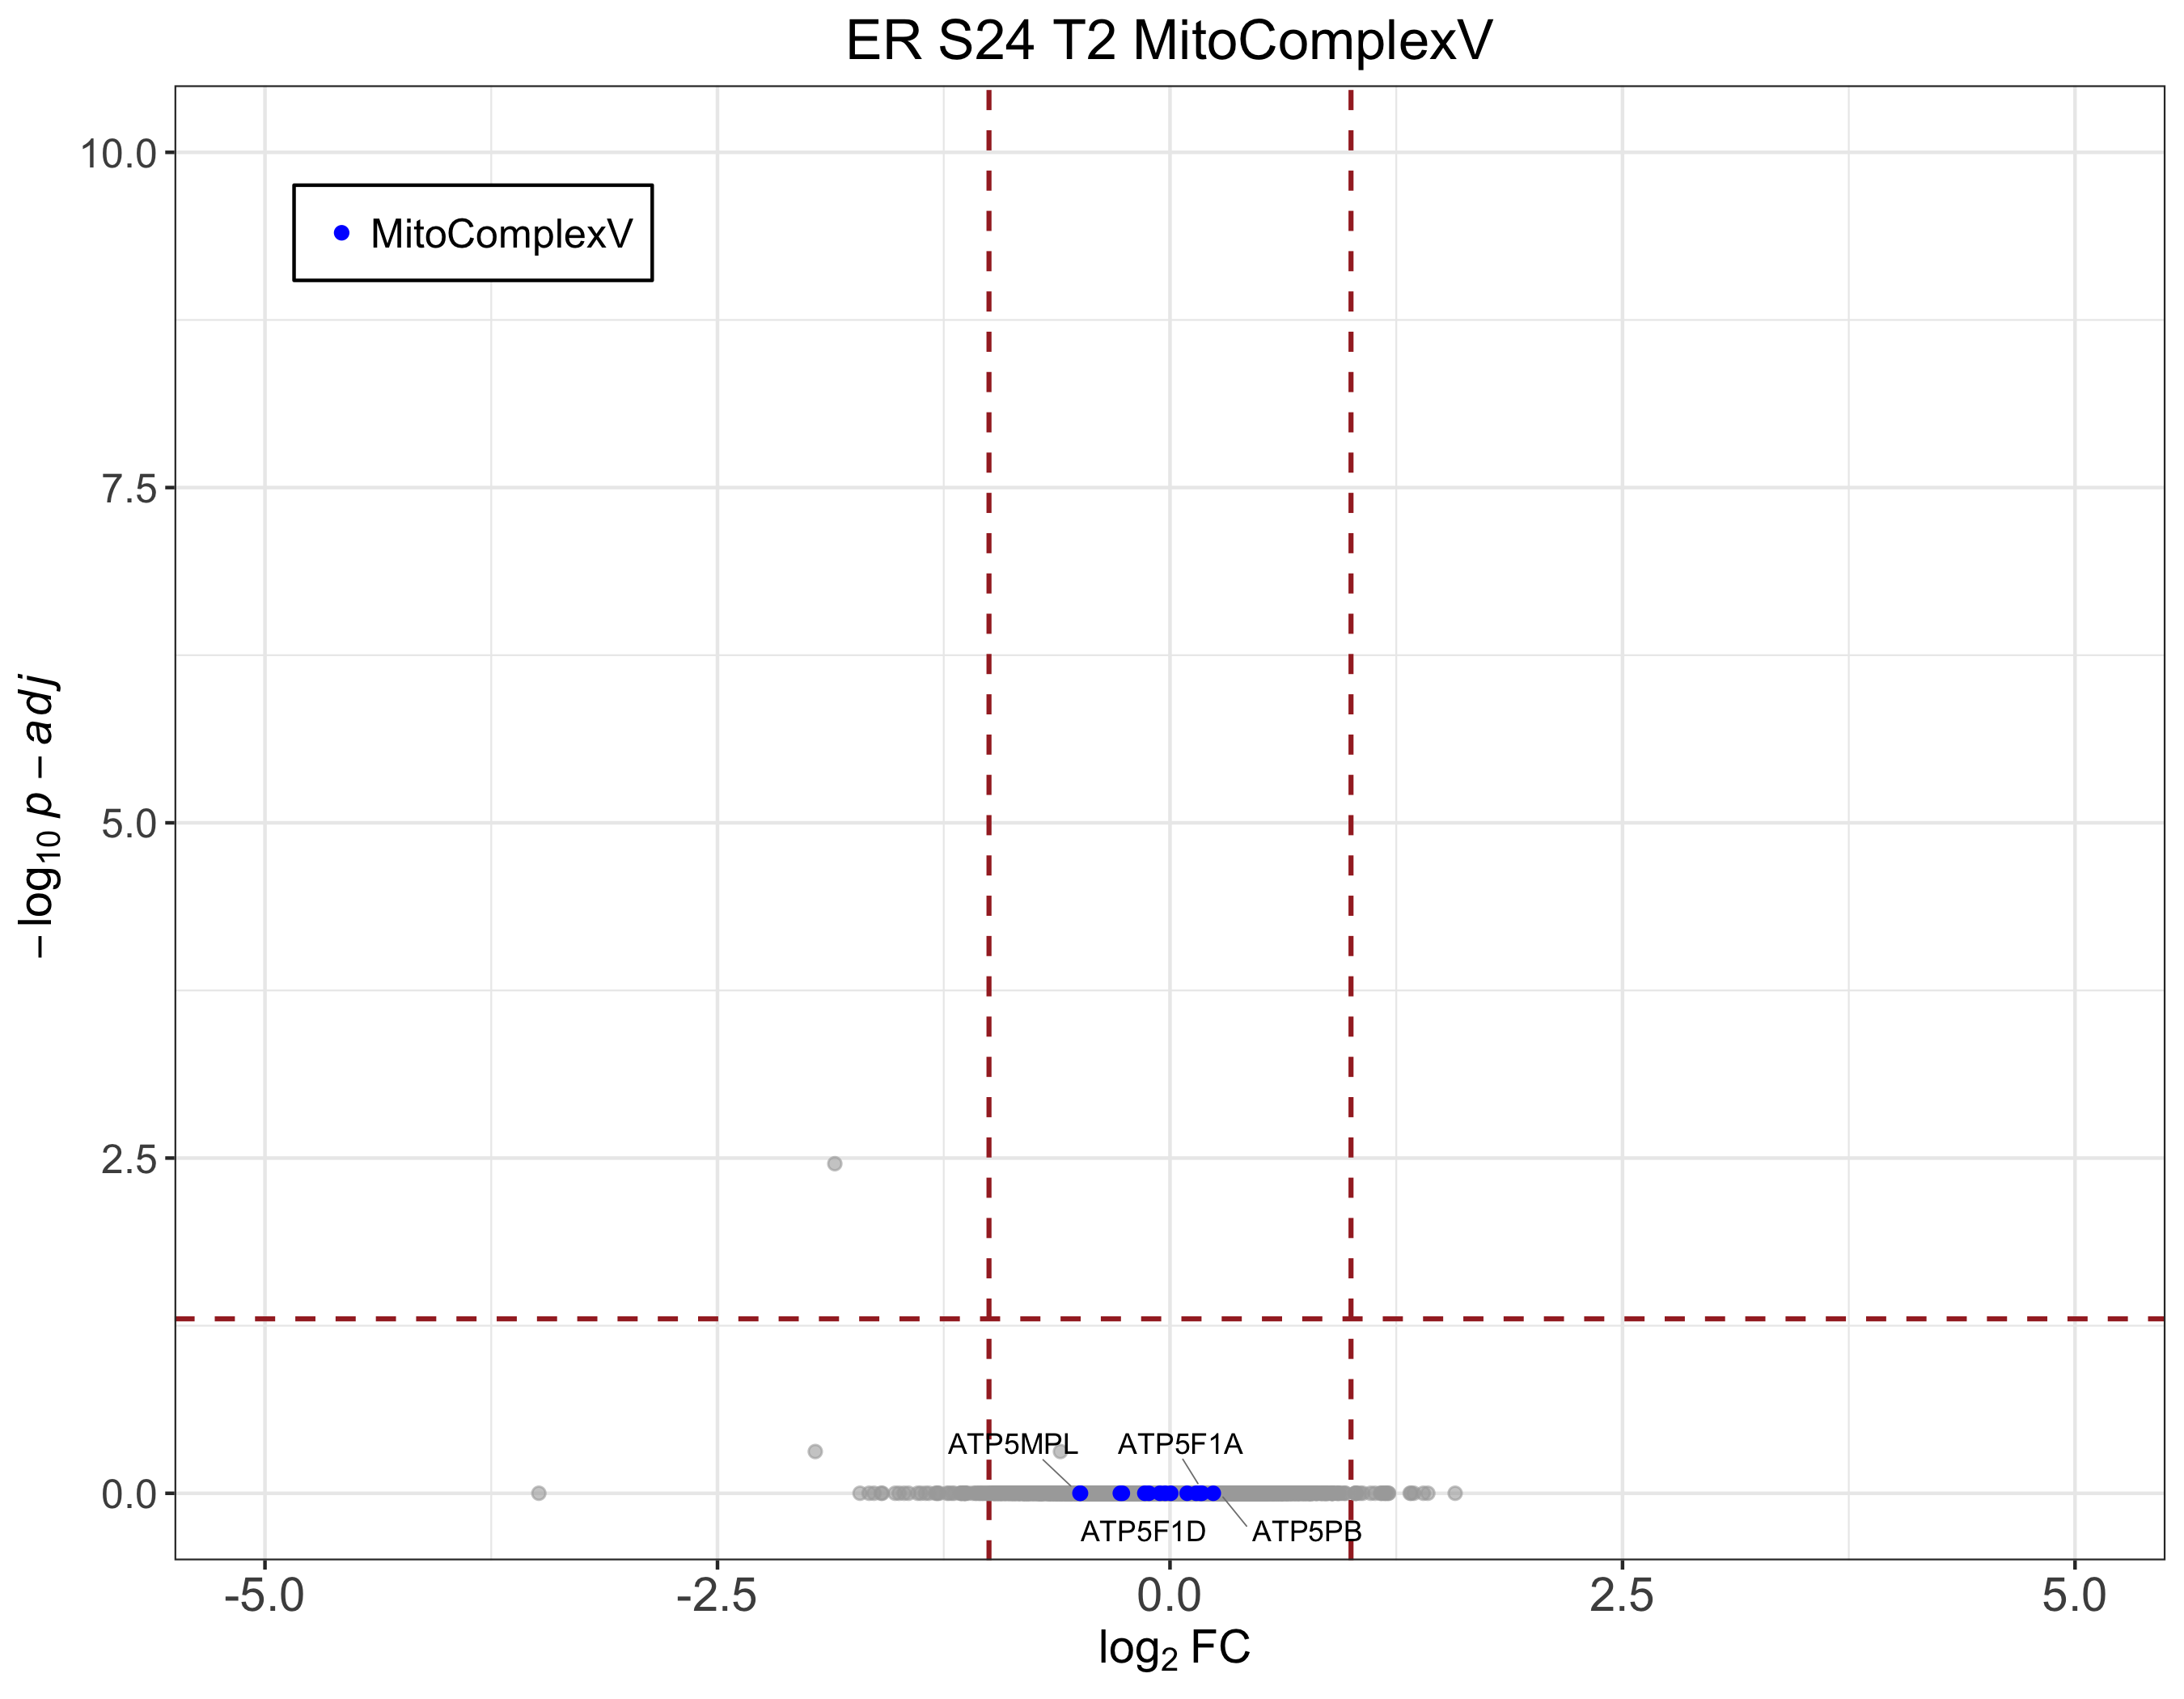 ER S24 T2 MitoComplexV
10.0
MitoComplexV
7.5
5.0
2.5
0.0
−log10 p − adj
ATP5MPL
ATP5F1A
ATP5F1D
ATP5PB
-5.0
-2.5
0.0
2.5
5.0
log2 FC